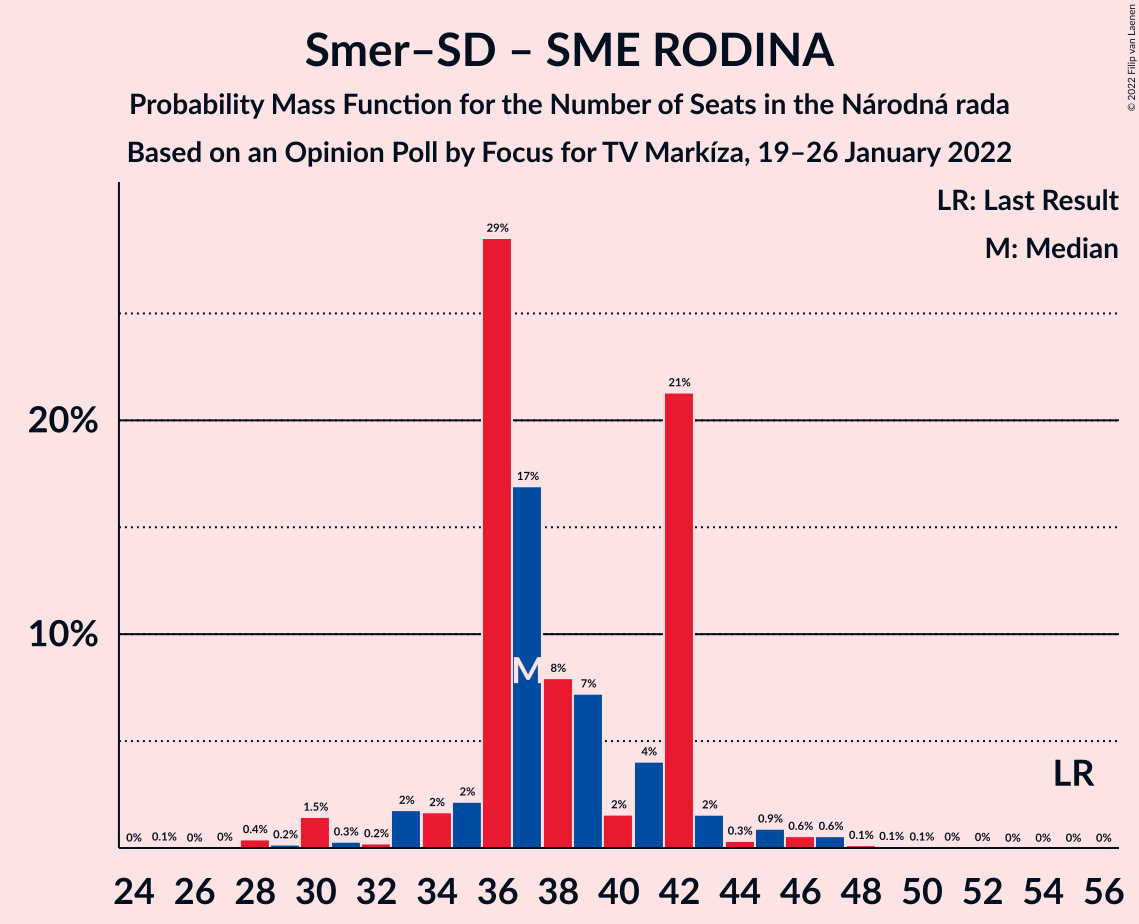 Smer–SD – SME RODINA
Probability Mass Function for the Number of Seats in the Národná rada
Based on an Opinion Poll by Focus for TV Markíza, 19–26 January 2022
© 2022 Filip van Laenen
LR: Last Result
M: Median
20%
10%
0% 0.1% 0% 0% 0.4% 0.2% 1.5% 0.3% 0.2% 2% 2% 2% 29% 17% 8% 7% 2% 4% 21% 2% 0.3% 0.9% 0.6% 0.6% 0.1% 0.1% 0.1% 0% 0% 0% 0% 0% 0%
M
LR
24 26 28 30 32 34 36 38 40 42 44 46 48 50 52 54 56